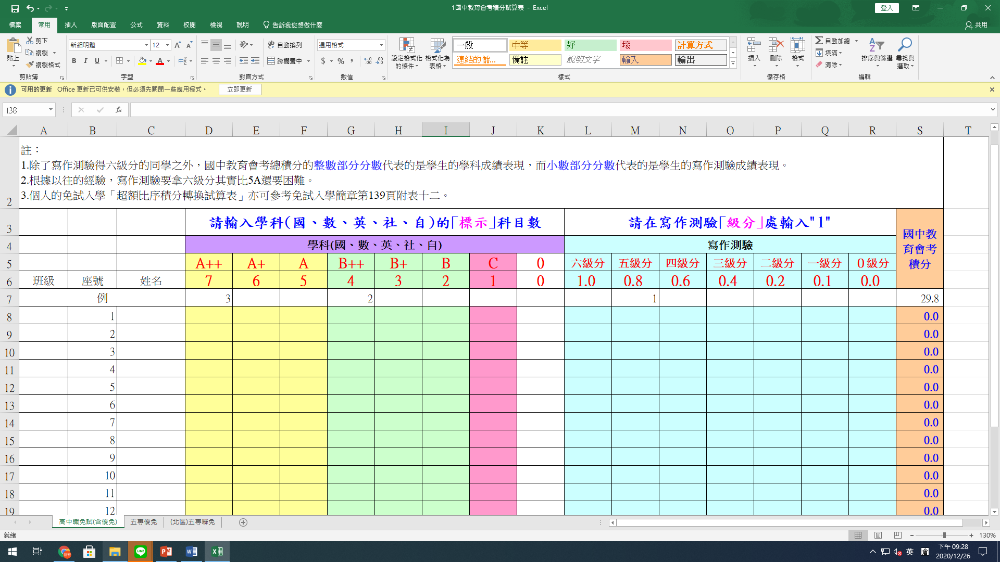 1國中教育會考積分試算表 - Excel
登入
檔案 常用 插入 版面配置 公式 資料 校閱 檢視 說明 告訴我您想做什麼 共用
貼上 剪下 複製 複製格式 剪貼簿
新細明體 12 B I U 字型
自動換列 跨欄置中 對齊方式
通用格式 $ % , 數值
設定格式化的條件 格式化為表格
一般 中等 好 壞 計算方式
連結的儲... 備註 說明文字 輸入 輸出
樣式
插入 刪除 格式 儲存格
自動加總 填滿 清除 排序與篩選 尋找與選取 編輯
可用的更新 Office 更新已可供安裝，但必須先關閉一些應用程式。 立即更新
I38 fx
A B C D E F G H I J K L M N O P Q R S T
註：
1.除了寫作測驗得六級分的同學之外，國中教育會考總積分的整數部分分數代表的是學生的學科成績表現，而小數部分分數代表的是學生的寫作測驗成績表現。
2.根據以往的經驗，寫作測驗要拿六級分其實比5A還要困難。
2 3.個人的免試入學「超額比序積分轉換試算表」亦可參考免試入學簡章第139頁附表十二。
3 請輸入學科(國、數、英、社、自)的「標示」科目數 請在寫作測驗「級分」處輸入"1" 國中教育會考積分
4 學科(國、數、英、社、自) 寫作測驗
5 A++ A+ A B++ B+ B C 0 六級分 五級分 四級分 三級分 二級分 一級分 0級分
6 班級 座號 姓名 7 6 5 4 3 2 1 0 1.0 0.8 0.6 0.4 0.2 0.1 0.0
7 例 3 2 1 29.8
8 1 0.0
9 2 0.0
10 3 0.0
11 4 0.0
12 5 0.0
13 6 0.0
14 7 0.0
15 8 0.0
16 9 0.0
17 10 0.0
18 11 0.0
19 12 0.0
高中職免試(含優免) 五專優免 (北區)五專聯免
就緒 130%
英 下午 09:28
2020/12/26